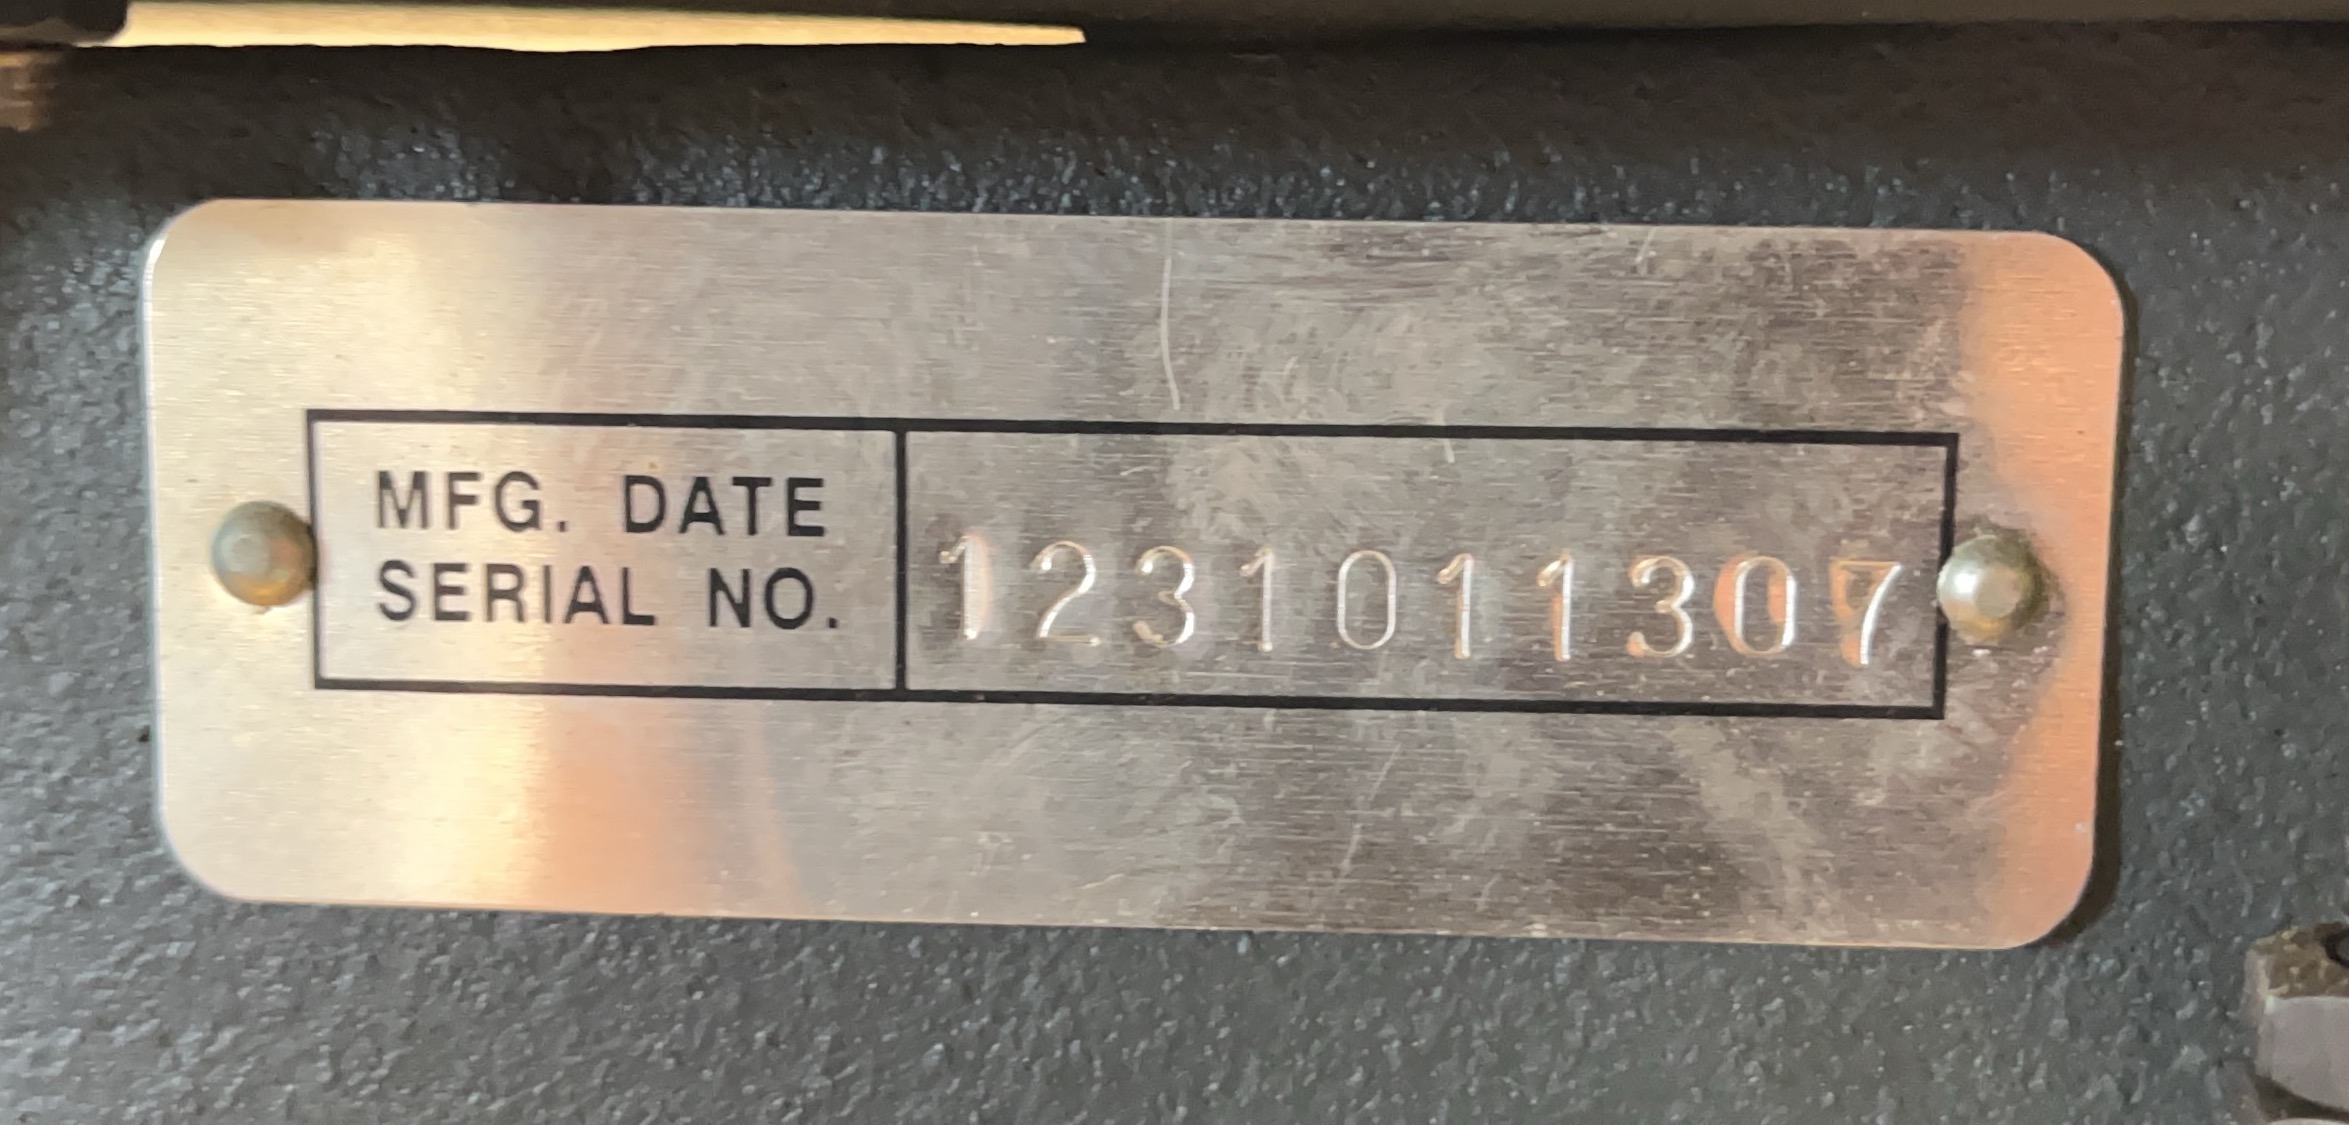 MFG. DATE
SERIAL NO.
1231011307